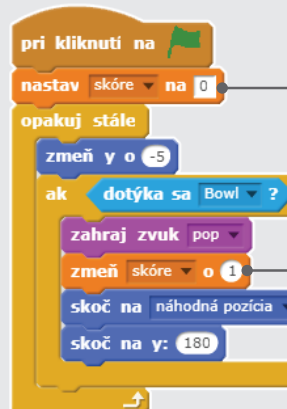 pri kliknutí na
nastav skóre na 0
opakuj stále
zmeň y o -5
ak dotýka sa Bowl ?
zahraj zvuk pop
zmeň skóre o 1
skoč na náhodná pozícia
skoč na y: 180